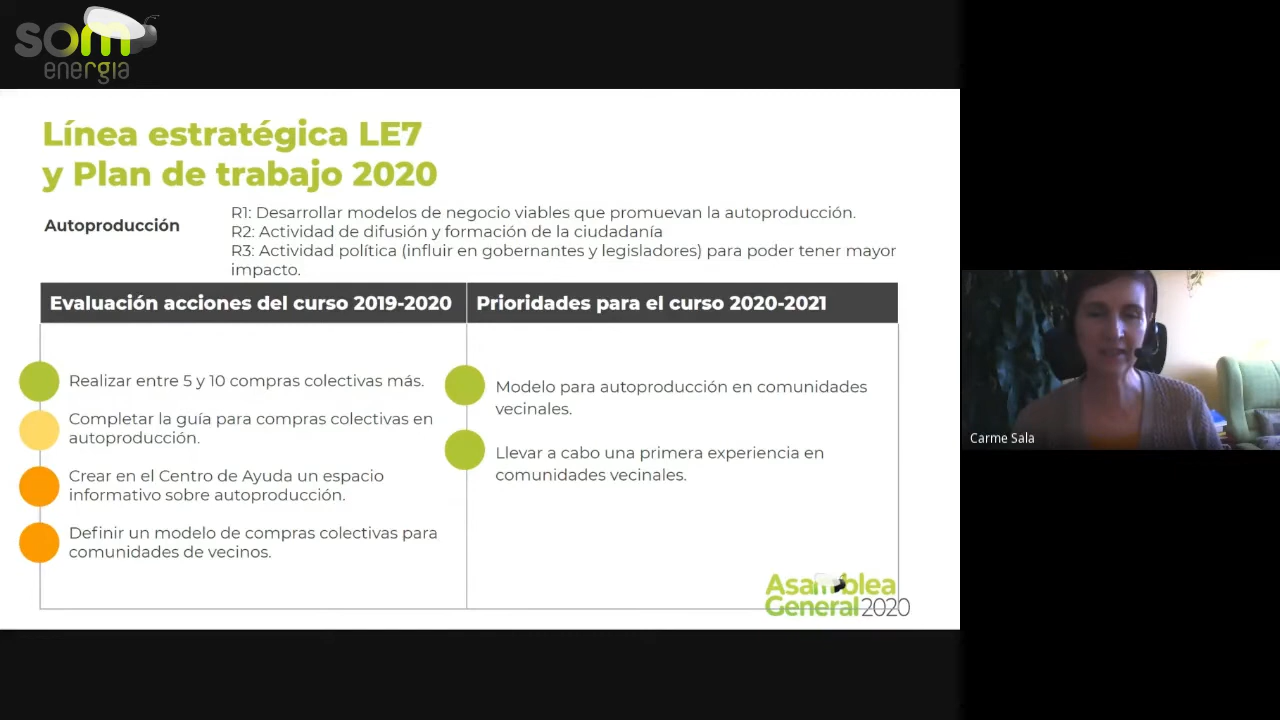 som
energia
Línea estratégica LE7
y Plan de trabajo 2020
Autoproducción
R1: Desarrollar modelos de negocio viables que promuevan la autoproducción.
R2: Actividad de difusión y formación de la ciudadanía
R3: Actividad política (influir en gobernantes y legisladores) para poder tener mayor
impacto.
Evaluación acciones del curso 2019-2020
Prioridades para el curso 2020-2021
Realizar entre 5 y 10 compras colectivas más.
Completar la guía para compras colectivas en
autoproducción.
Crear en el Centro de Ayuda un espacio
informativo sobre autoproducción.
Definir un modelo de compras colectivas para
comunidades de vecinos.
Modelo para autoproducción en comunidades
vecinales.
Llevar a cabo una primera experiencia en
comunidades vecinales.
Asamblea
General 2020
Carme Sala